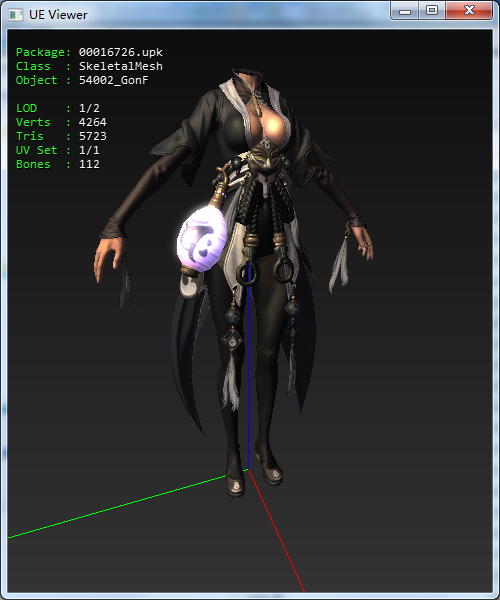 UE Viewer
Package: 00016726.upk
Class  : SkeletalMesh
Object : 54002_GonF
LOD    : 1/2
Verts  : 4264
Tris   : 5723
UV Set : 1/1
Bones  : 112